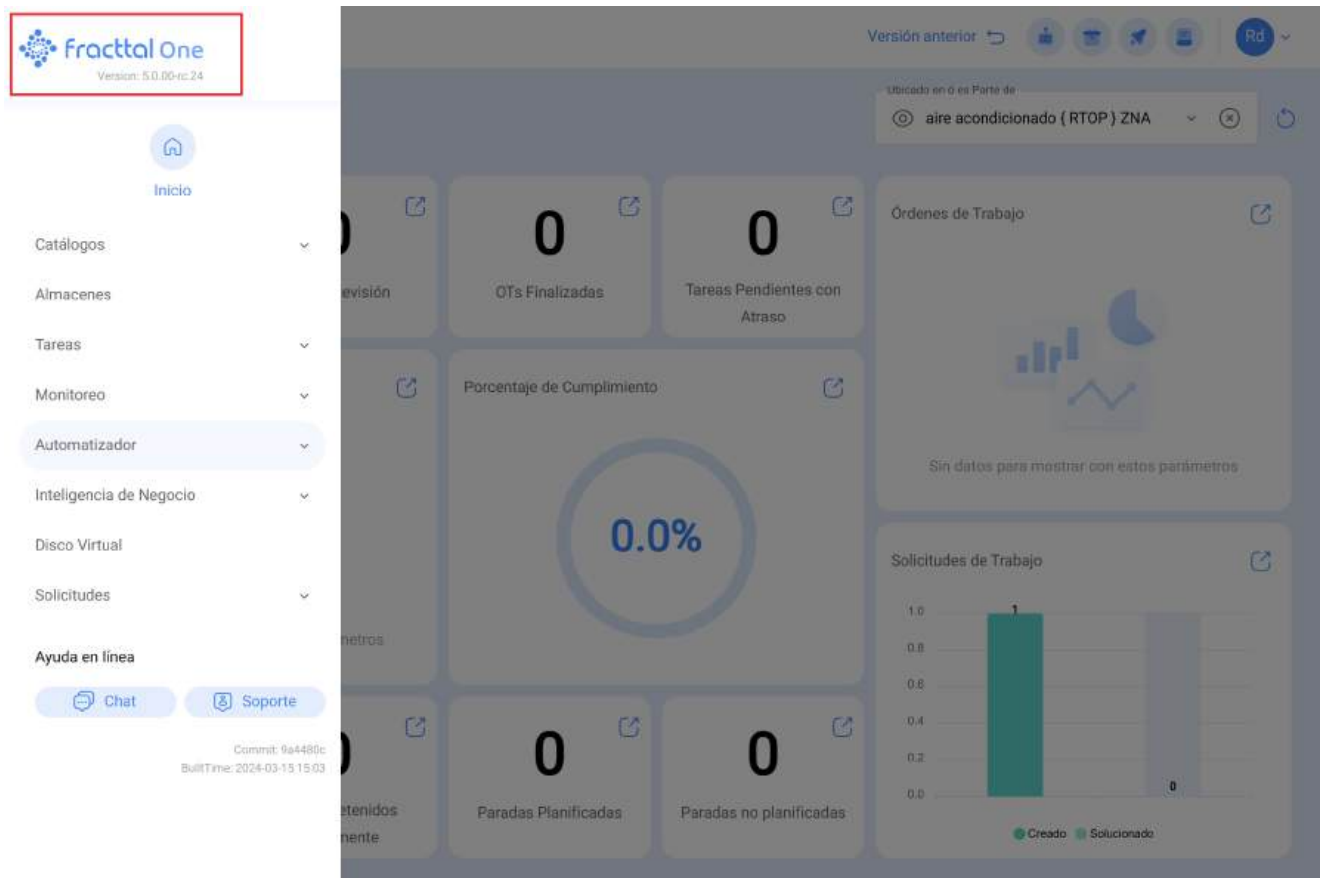 fracttal One
Version: 5.0.00-rc.24
Inicio
Catálogos
Almacenes
Tareas
Monitoreo
Automatizador
Inteligencia de Negocio
Disco Virtual
Solicitudes
Ayuda en línea
Chat
Soporte
Commit: 9a4480c
BuiltTime: 2024-03-15 15:03
Versión anterior
Rd
Ubicado en ó es Parte de
aire acondicionado { RTOP } ZNA
evisión
0
OTs Finalizadas
0
Tareas Pendientes con
Atraso
Órdenes de Trabajo
Sin datos para mostrar con estos parámetros
metros
Porcentaje de Cumplimiento
0.0%
Solicitudes de Trabajo
1.0
0.8
0.6
0.4
0.2
0.0
1
0
Creado
Solucionado
etenidos
mente
0
Paradas Planificadas
0
Paradas no planificadas